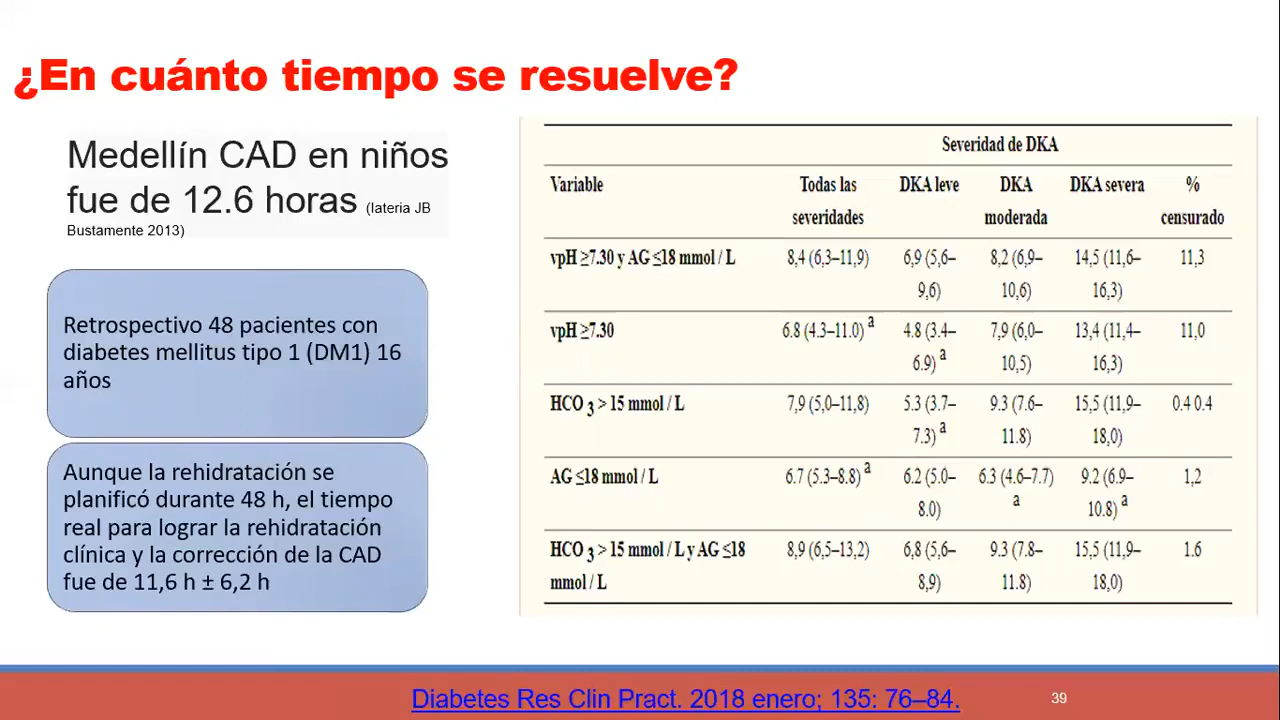 ¿En cuánto tiempo se resuelve?
Medellín CAD en niños
fue de 12.6 horas (lateria JB
Bustamente 2013)
Retrospectivo 48 pacientes con
diabetes mellitus tipo 1 (DM1) 16
años
Aunque la rehidratación se
planificó durante 48 h, el tiempo
real para lograr la rehidratación
clínica y la corrección de la CAD
fue de 11,6 h ± 6,2 h
Severidad de DKA
Variable Todas las DKA leve DKA DKA severa %
severidades moderada censurado
vpH ≥7.30 y AG ≤18 mmol / L 8,4 (6,3–11,9) 6,9 (5,6– 8,2 (6,9– 14,5 (11,6– 11,3
9,6) 10,6) 16,3)
vpH ≥7.30 6.8 (4.3–11.0) a 4.8 (3.4– 7,9 (6,0– 13,4 (11,4– 11,0
6.9) a 10,5) 16,3)
HCO 3 > 15 mmol / L 7,9 (5,0–11,8) 5.3 (3.7– 9.3 (7.6– 15,5 (11,9– 0.4 0.4
7.3) a 11.8) 18,0)
AG ≤18 mmol / L 6.7 (5.3–8.8) a 6.2 (5.0– 6.3 (4.6–7.7) 9.2 (6.9– 1,2
8.0) a 10.8) a
HCO 3 > 15 mmol / L y AG ≤18 8,9 (6,5–13,2) 6,8 (5,6– 9.3 (7.8– 15,5 (11,9– 1.6
mmol / L 8,9) 11.8) 18,0)
Diabetes Res Clin Pract. 2018 enero; 135: 76–84.
39